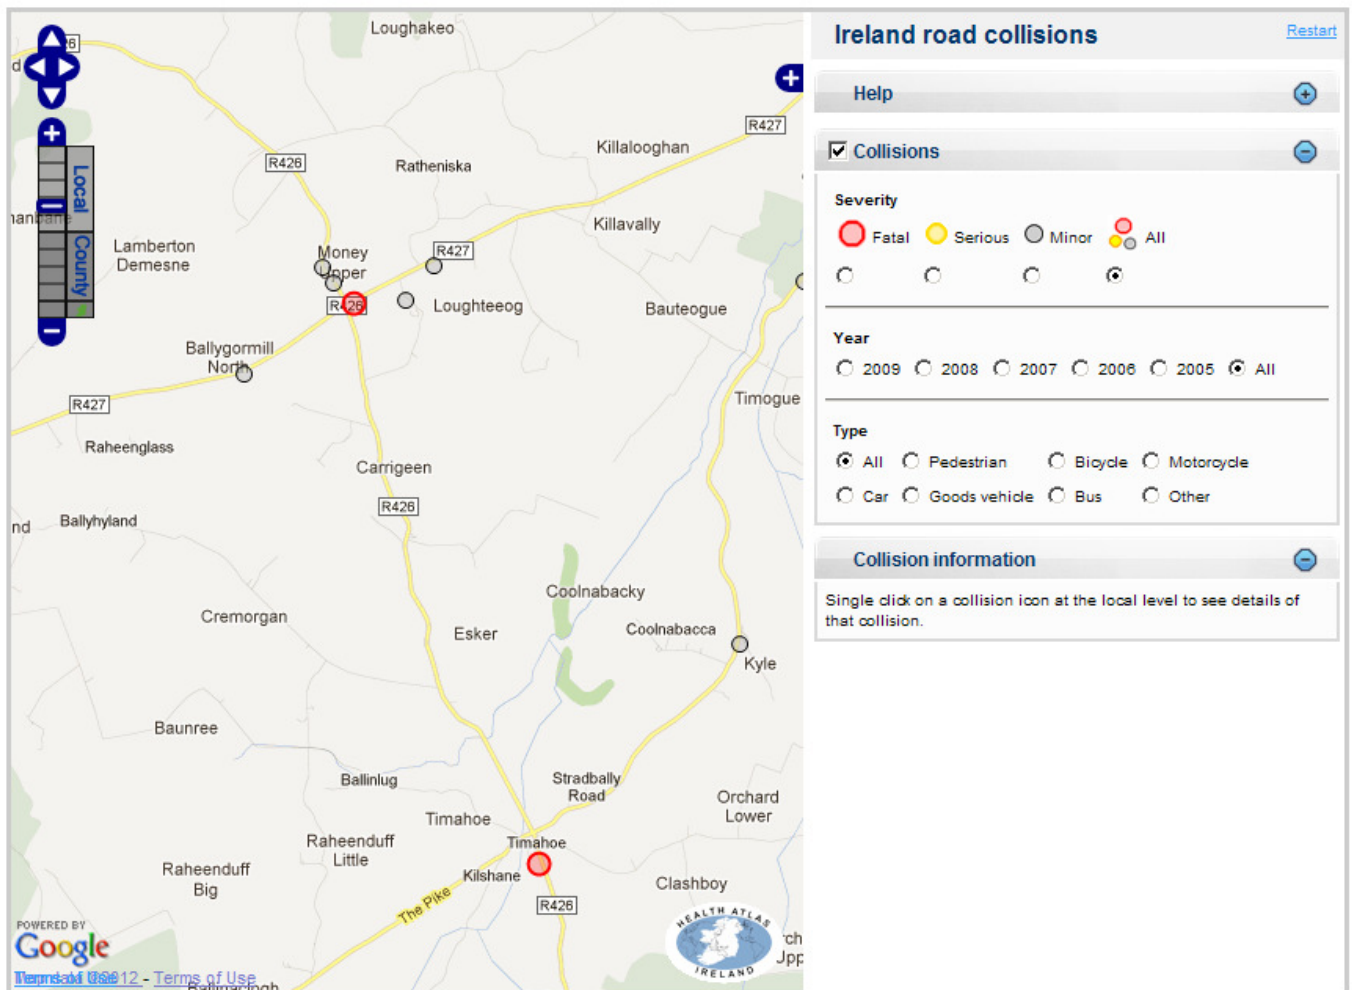 Loughakeo
R426
Ratheniska
Killalooghan
R427
Killavally
Lamberton
Demesne
Money
Upper
R427
R426
Loughteeog
Bauteogue
Ballygormill
North
R427
Timogue
Raheenglass
Carrigeen
R426
Ballyhyland
Coolnabacky
Cremorgan
Esker
Coolnabacca
Kyle
Baunree
Ballinlug
Stradbally
Road
Orchard
Lower
Timahoe
Raheenduff
Little
Timahoe
Raheenduff
Big
Kilshane
Clashboy
The Pike
R426
Local
County
POWERED BY
Google
2012 - Terms of Use
HEALTH ATLAS
IRELAND
Ireland road collisions
Restart
Help
Collisions
Severity
Fatal Serious Minor All
Year
2009 2008 2007 2006 2005 All
Type
All Pedestrian Bicycle Motorcycle
Car Goods vehicle Bus Other
Collision information
Single click on a collision icon at the local level to see details of
that collision.